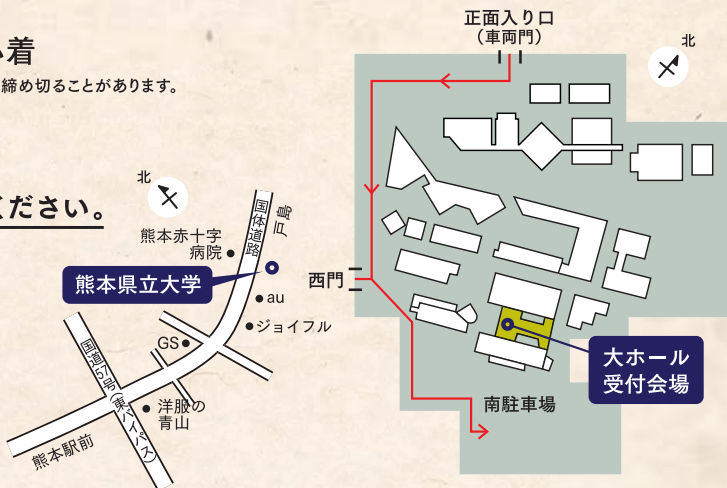 着
締め切ることがあります。
ください。
北
国体道路
戸島
熊本赤十字
病院
熊本県立大学
au
ジョイフル
GS
洋服の
青山
国道57号(東バイパス)
熊本駅前
正面入り口
（車両門）
北
西門
大ホール
受付会場
南駐車場